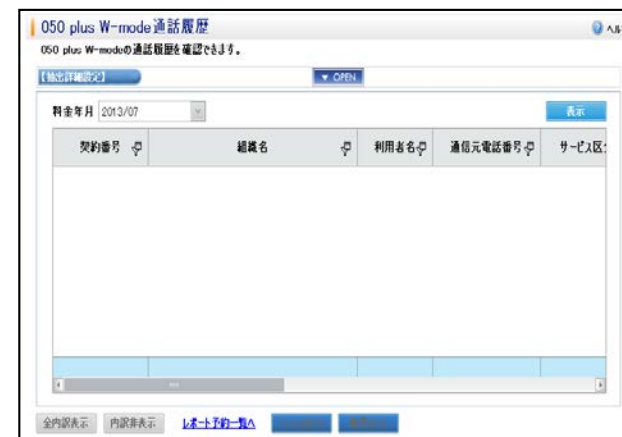 050 plus W-mode通話履歴
ヘル
050 plus W-modeの通話履歴を確認できます。
【抽出詳細設定】
▼ OPEN
料金年月 2013/07
表示
契約番号 組織名 利用者名 通信元電話番号 サービス区分
全内訳表示 内訳非表示 レポート予約一覧へ